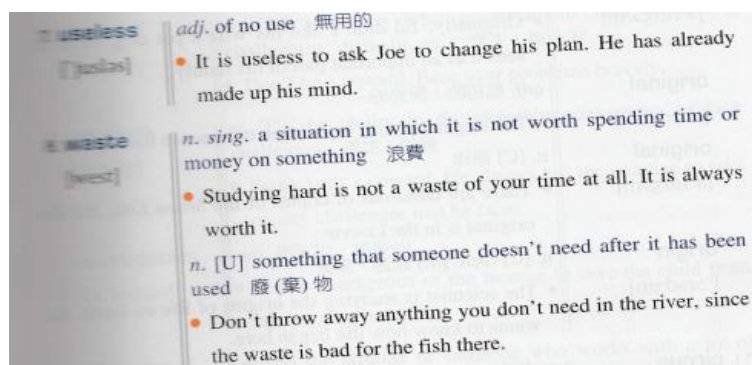 7 useless adj. of no use 無用的
[ˋjusləs] • It is useless to ask Joe to change his plan. He has already
made up his mind.
8 waste n. sing. a situation in which it is not worth spending time or
[west] money on something 浪費
• Studying hard is not a waste of your time at all. It is always
worth it.
n. [U] something that someone doesn't need after it has been
used 廢(棄)物
• Don't throw away anything you don't need in the river, since
the waste is bad for the fish there.